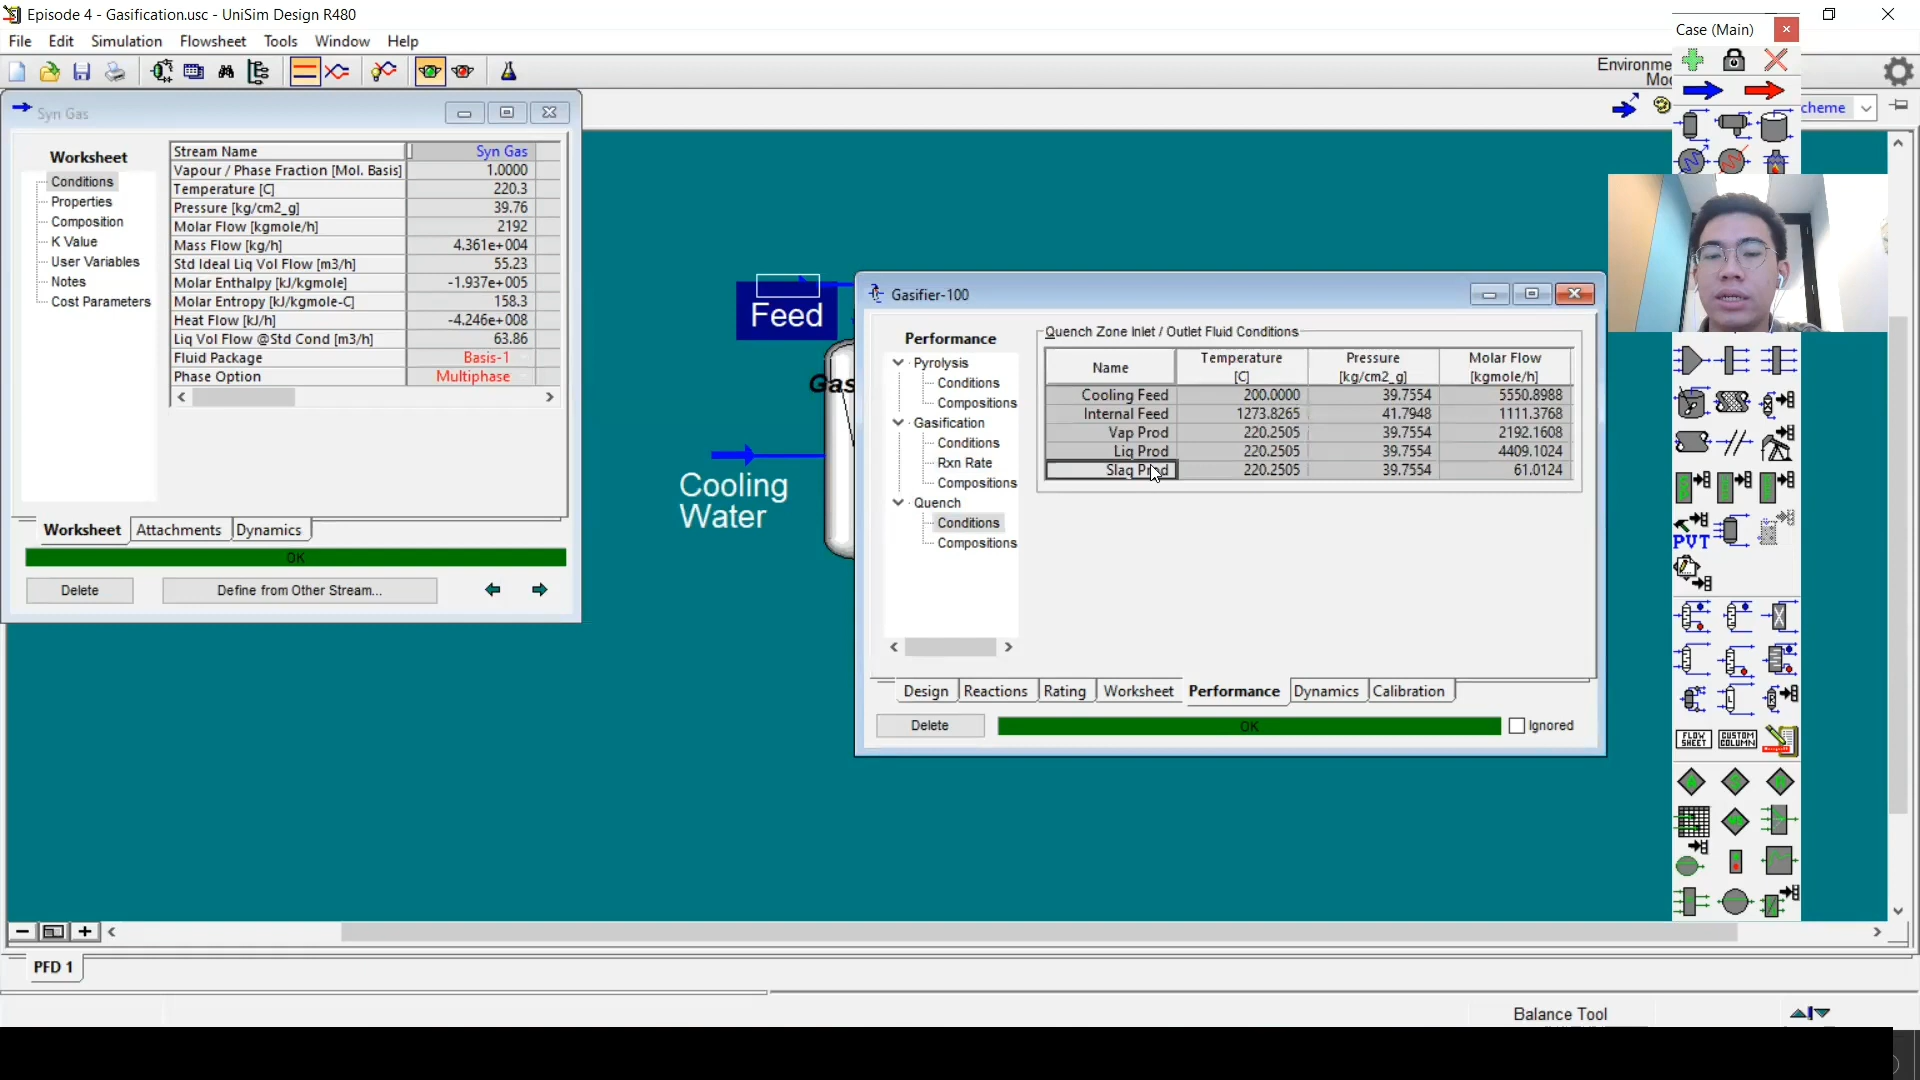 Episode 4 - Gasification.usc - UniSim Design R480
File Edit Simulation Flowsheet Tools Window Help
Case (Main)
Environme
Mod
cheme
Syn Gas
Worksheet
Conditions
Properties
Composition
K Value
User Variables
Notes
Cost Parameters
Stream Name Syn Gas
Vapour / Phase Fraction [Mol. Basis] 1.0000
Temperature [C] 220.3
Pressure [kg/cm2_g] 39.76
Molar Flow [kgmole/h] 2192
Mass Flow [kg/h] 4.361e+004
Std Ideal Liq Vol Flow [m3/h] 55.23
Molar Enthalpy [kJ/kgmole] -1.937e+005
Molar Entropy [kJ/kgmole-C] 158.3
Heat Flow [kJ/h] -4.246e+008
Liq Vol Flow @Std Cond [m3/h] 63.86
Fluid Package Basis-1
Phase Option Multiphase
Worksheet Attachments Dynamics
OK
Delete Define from Other Stream...
Feed
Gas
Cooling
Water
Gasifier-100
Performance
Pyrolysis
Conditions
Compositions
Gasification
Conditions
Rxn Rate
Compositions
Quench
Conditions
Compositions
Quench Zone Inlet / Outlet Fluid Conditions
Name Temperature [C] Pressure [kg/cm2_g] Molar Flow [kgmole/h]
Cooling Feed 200.0000 39.7554 5550.8988
Internal Feed 1273.8265 41.7948 1111.3768
Vap Prod 220.2505 39.7554 2192.1608
Liq Prod 220.2505 39.7554 4409.1024
Slag Prod 220.2505 39.7554 61.0124
Design Reactions Rating Worksheet Performance Dynamics Calibration
Delete OK Ignored
PVT
FLOW SHEET
CUSTOM COLUMN
PFD 1
Balance Tool